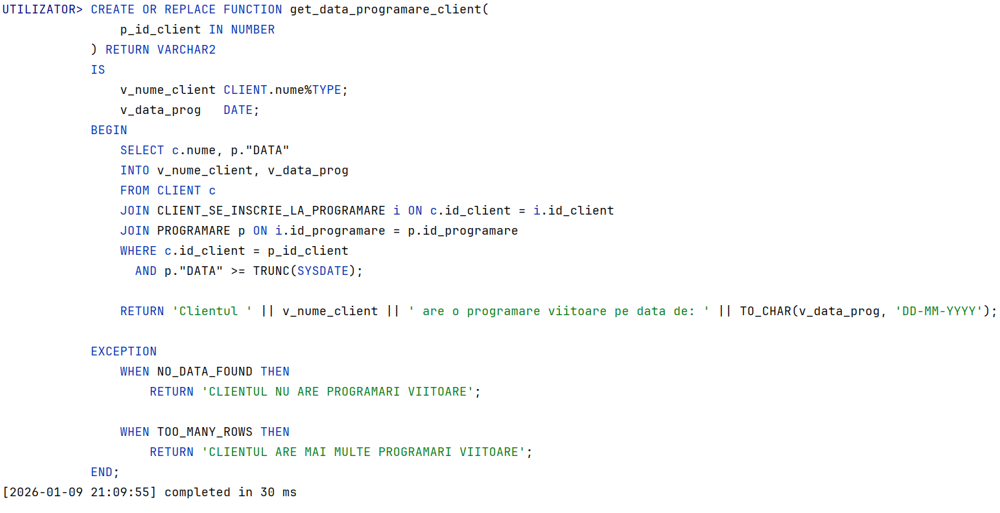 UTILIZATOR> CREATE OR REPLACE FUNCTION get_data_programare_client(
                p_id_client IN NUMBER
            ) RETURN VARCHAR2
            IS
                v_nume_client CLIENT.nume%TYPE;
                v_data_prog   DATE;
            BEGIN
                SELECT c.nume, p."DATA"
                INTO v_nume_client, v_data_prog
                FROM CLIENT c
                JOIN CLIENT_SE_INSCRIE_LA_PROGRAMARE i ON c.id_client = i.id_client
                JOIN PROGRAMARE p ON i.id_programare = p.id_programare
                WHERE c.id_client = p_id_client
                  AND p."DATA" >= TRUNC(SYSDATE);

                RETURN 'Clientul ' || v_nume_client || ' are o programare viitoare pe data de: ' || TO_CHAR(v_data_prog, 'DD-MM-YYYY');

            EXCEPTION
                WHEN NO_DATA_FOUND THEN
                    RETURN 'CLIENTUL NU ARE PROGRAMARI VIITOARE';

                WHEN TOO_MANY_ROWS THEN
                    RETURN 'CLIENTUL ARE MAI MULTE PROGRAMARI VIITOARE';
            END;
[2026-01-09 21:09:55] completed in 30 ms